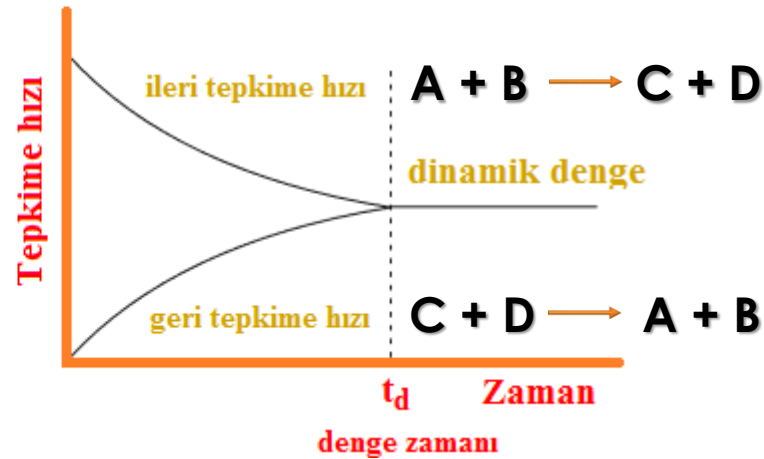 Tepkime hızı
ileri tepkime hızı
A + B → C + D
dinamik denge
geri tepkime hızı
C + D → A + B
td
Zaman
denge zamanı